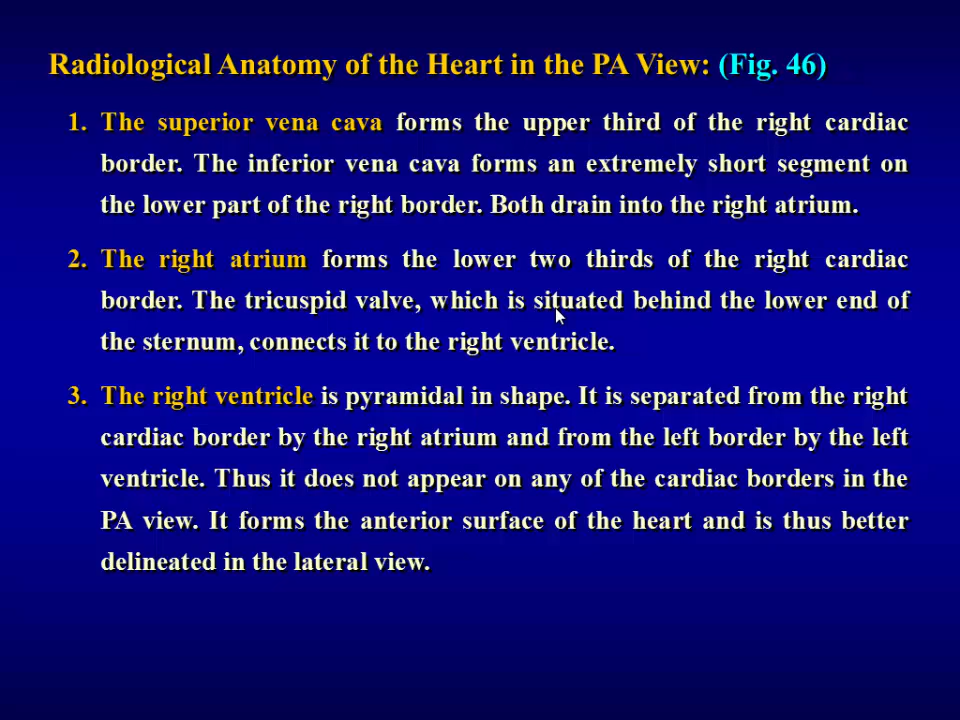 Radiological Anatomy of the Heart in the PA View: (Fig. 46)
1. The superior vena cava forms the upper third of the right cardiac
border. The inferior vena cava forms an extremely short segment on
the lower part of the right border. Both drain into the right atrium.
2. The right atrium forms the lower two thirds of the right cardiac
border. The tricuspid valve, which is situated behind the lower end of
the sternum, connects it to the right ventricle.
3. The right ventricle is pyramidal in shape. It is separated from the right
cardiac border by the right atrium and from the left border by the left
ventricle. Thus it does not appear on any of the cardiac borders in the
PA view. It forms the anterior surface of the heart and is thus better
delineated in the lateral view.